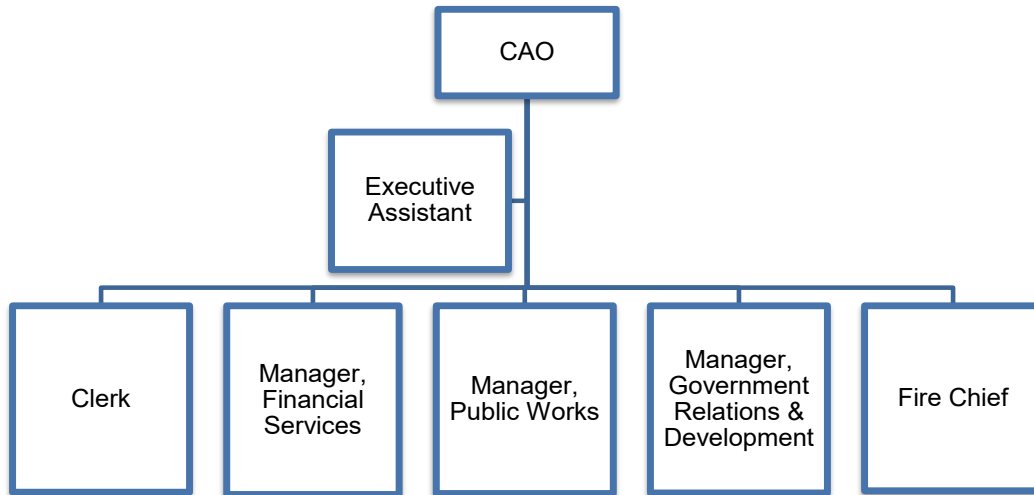 CAO
Executive
Assistant
Clerk
Manager,
Financial
Services
Manager,
Public Works
Manager,
Government
Relations &
Development
Fire Chief